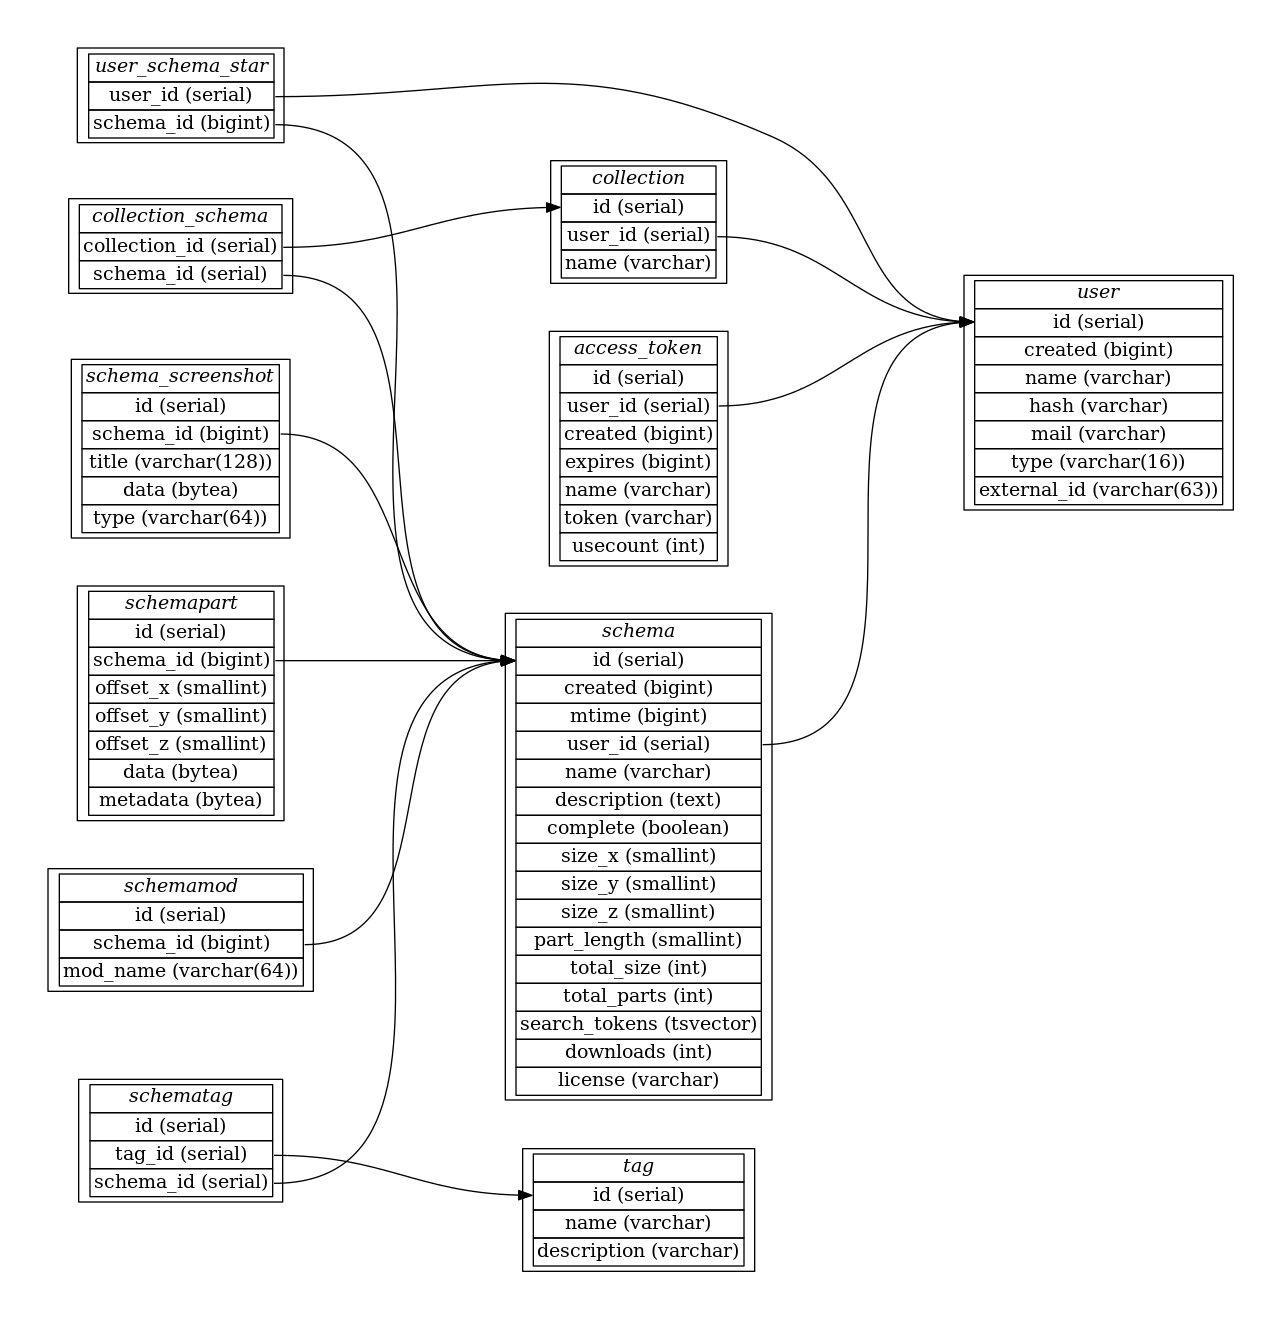 user_schema_star
user_id (serial)
schema_id (bigint)
collection_schema
collection_id (serial)
schema_id (serial)
schema_screenshot
id (serial)
schema_id (bigint)
title (varchar(128))
data (bytea)
type (varchar(64))
schemapart
id (serial)
schema_id (bigint)
offset_x (smallint)
offset_y (smallint)
offset_z (smallint)
data (bytea)
metadata (bytea)
schemamod
id (serial)
schema_id (bigint)
mod_name (varchar(64))
schematag
id (serial)
tag_id (serial)
schema_id (serial)
collection
id (serial)
user_id (serial)
name (varchar)
access_token
id (serial)
user_id (serial)
created (bigint)
expires (bigint)
name (varchar)
token (varchar)
usecount (int)
schema
id (serial)
created (bigint)
mtime (bigint)
user_id (serial)
name (varchar)
description (text)
complete (boolean)
size_x (smallint)
size_y (smallint)
size_z (smallint)
part_length (smallint)
total_size (int)
total_parts (int)
search_tokens (tsvector)
downloads (int)
license (varchar)
tag
id (serial)
name (varchar)
description (varchar)
user
id (serial)
created (bigint)
name (varchar)
hash (varchar)
mail (varchar)
type (varchar(16))
external_id (varchar(63))